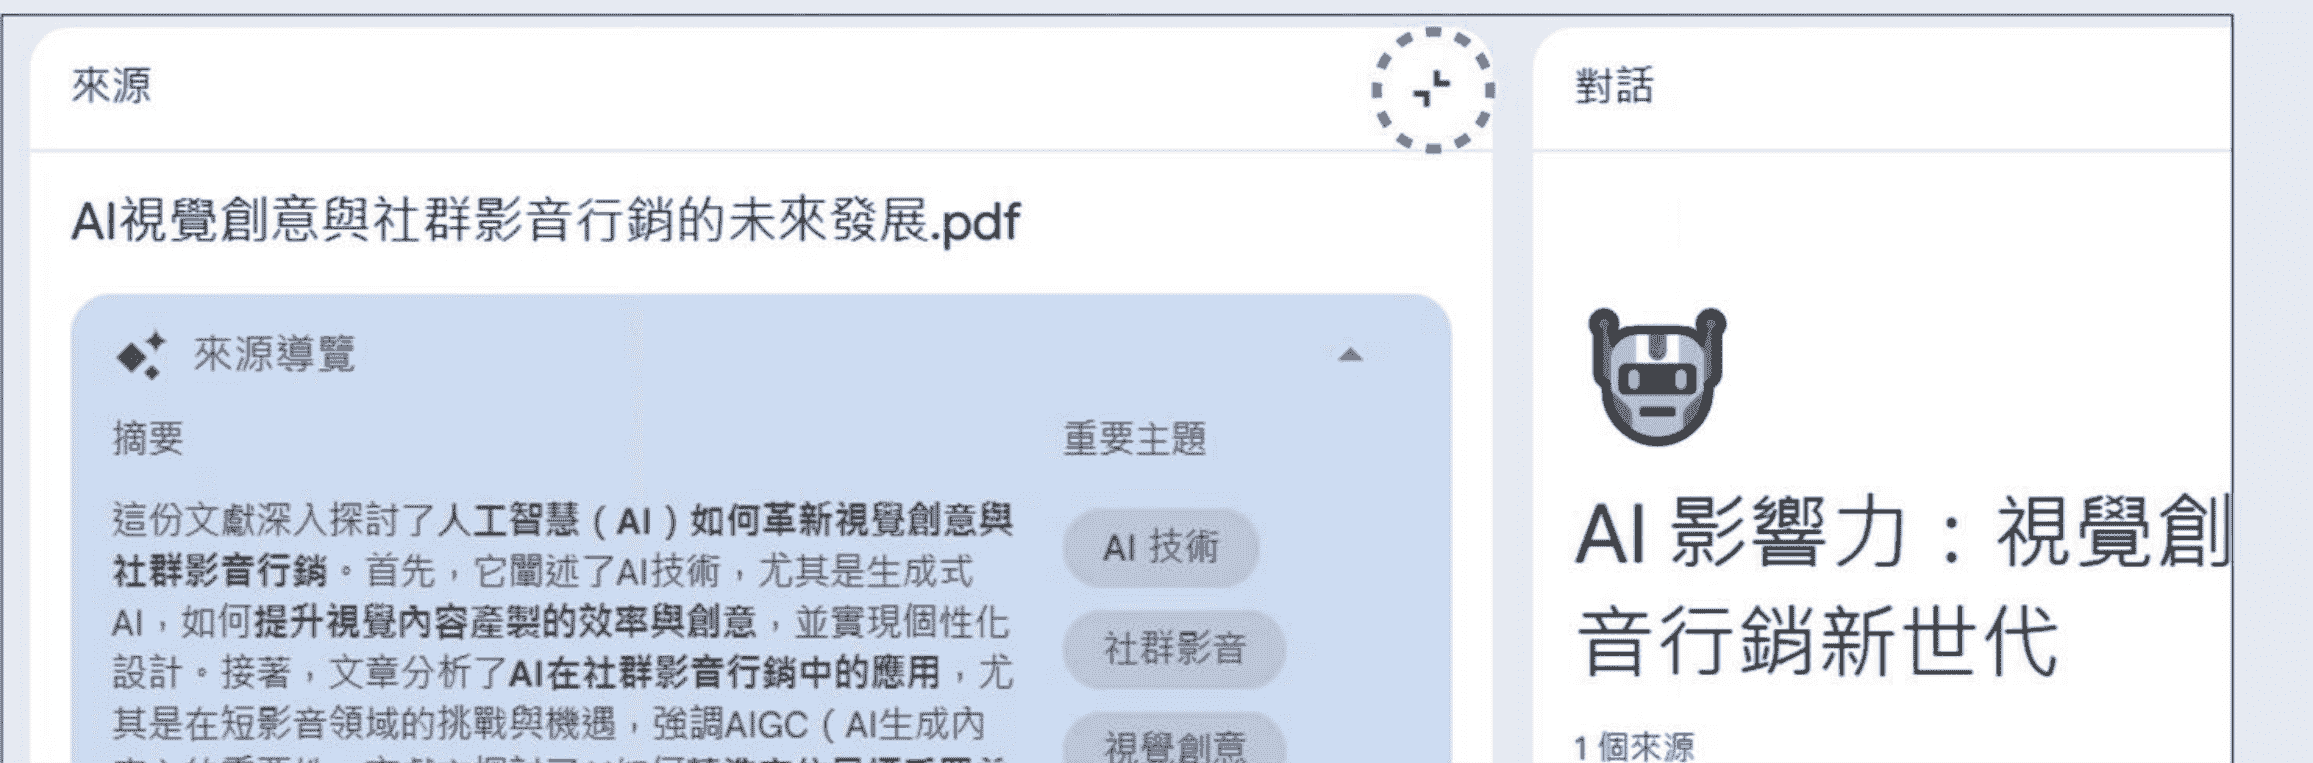 來源
AI視覺創意與社群影音行銷的未來發展.pdf
來源導覽
摘要
這份文獻深入探討了人工智慧（AI）如何革新視覺創意與
社群影音行銷。首先，它闡述了AI技術，尤其是生成式
AI，如何提升視覺內容產製的效率與創意，並實現個性化
設計。接著，文章分析了AI在社群影音行銷中的應用，尤
其是在短影音領域的挑戰與機遇，強調AIGC（AI生成內
重要主題
AI 技術
社群影音
視覺創意
對話
AI 影響力：視覺創
音行銷新世代
1 個來源